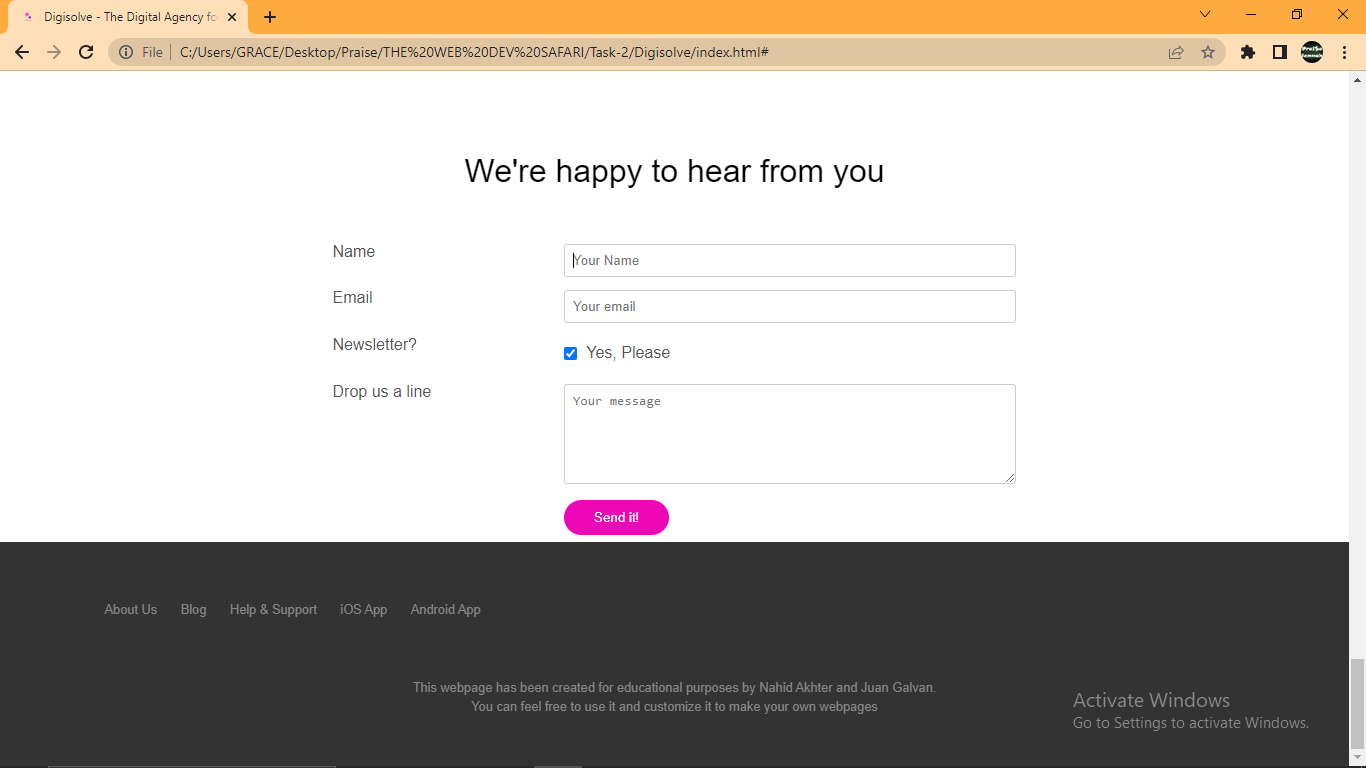 Digisolve - The Digital Agency fo
File
C:/Users/GRACE/Desktop/Praise/THE%20WEB%20DEV%20SAFARI/Task-2/Digisolve/index.html#
We're happy to hear from you
Name
Your Name
Email
Your email
Newsletter?
Yes, Please
Drop us a line
Your message
Send it!
About Us Blog Help & Support iOS App Android App
This webpage has been created for educational purposes by Nahid Akhter and Juan Galvan.
You can feel free to use it and customize it to make your own webpages
Activate Windows
Go to Settings to activate Windows.